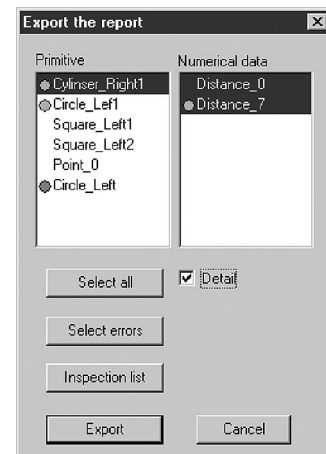 Export the report
Primitive
Numerical data
Cylinser_Right1
Circle_Lef1
Square_Left1
Square_Left2
Point_0
Circle_Left
Distance_0
Distance_7
Select all
Detail
Select errors
Inspection list
Export
Cancel